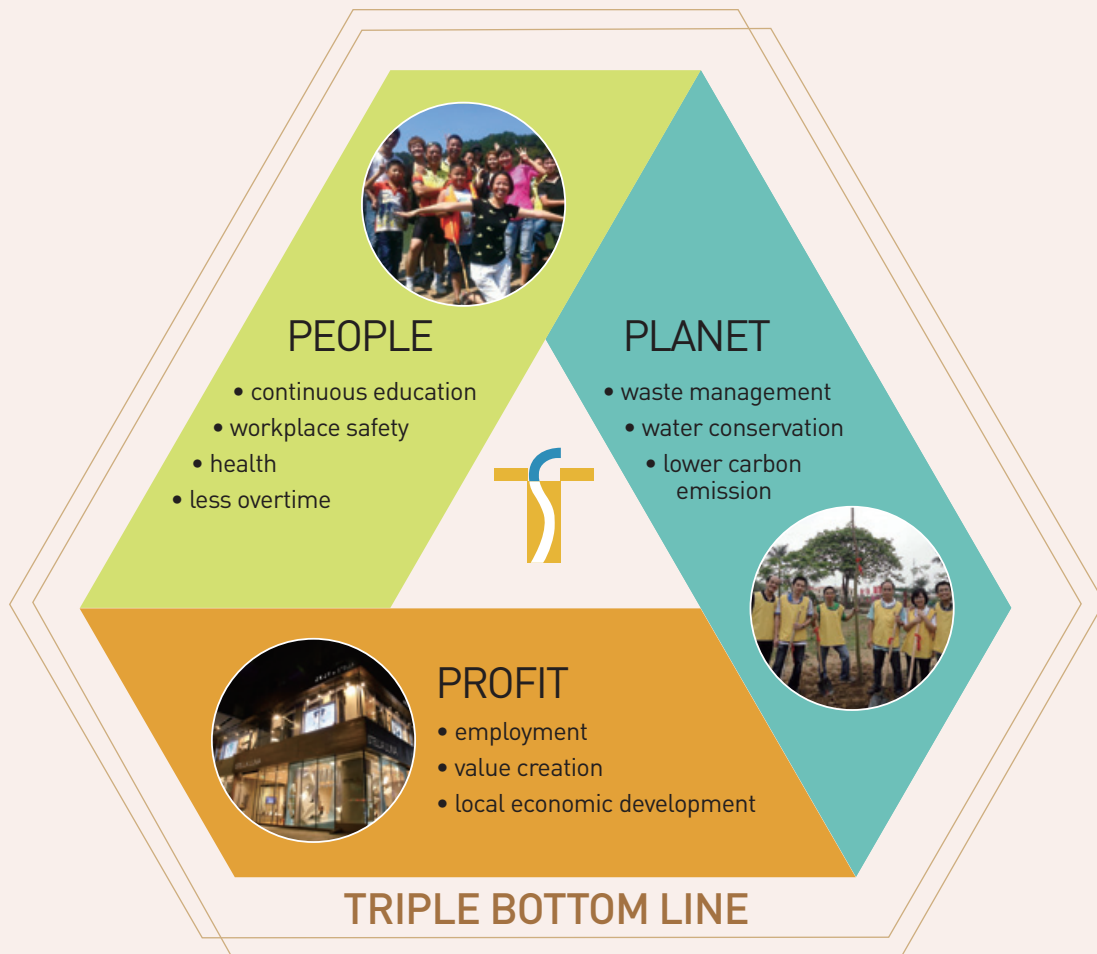 PEOPLE
• continuous education
• workplace safety
• health
• less overtime
PLANET
• waste management
• water conservation
• lower carbon
emission
PROFIT
• employment
• value creation
• local economic development
TRIPLE BOTTOM LINE